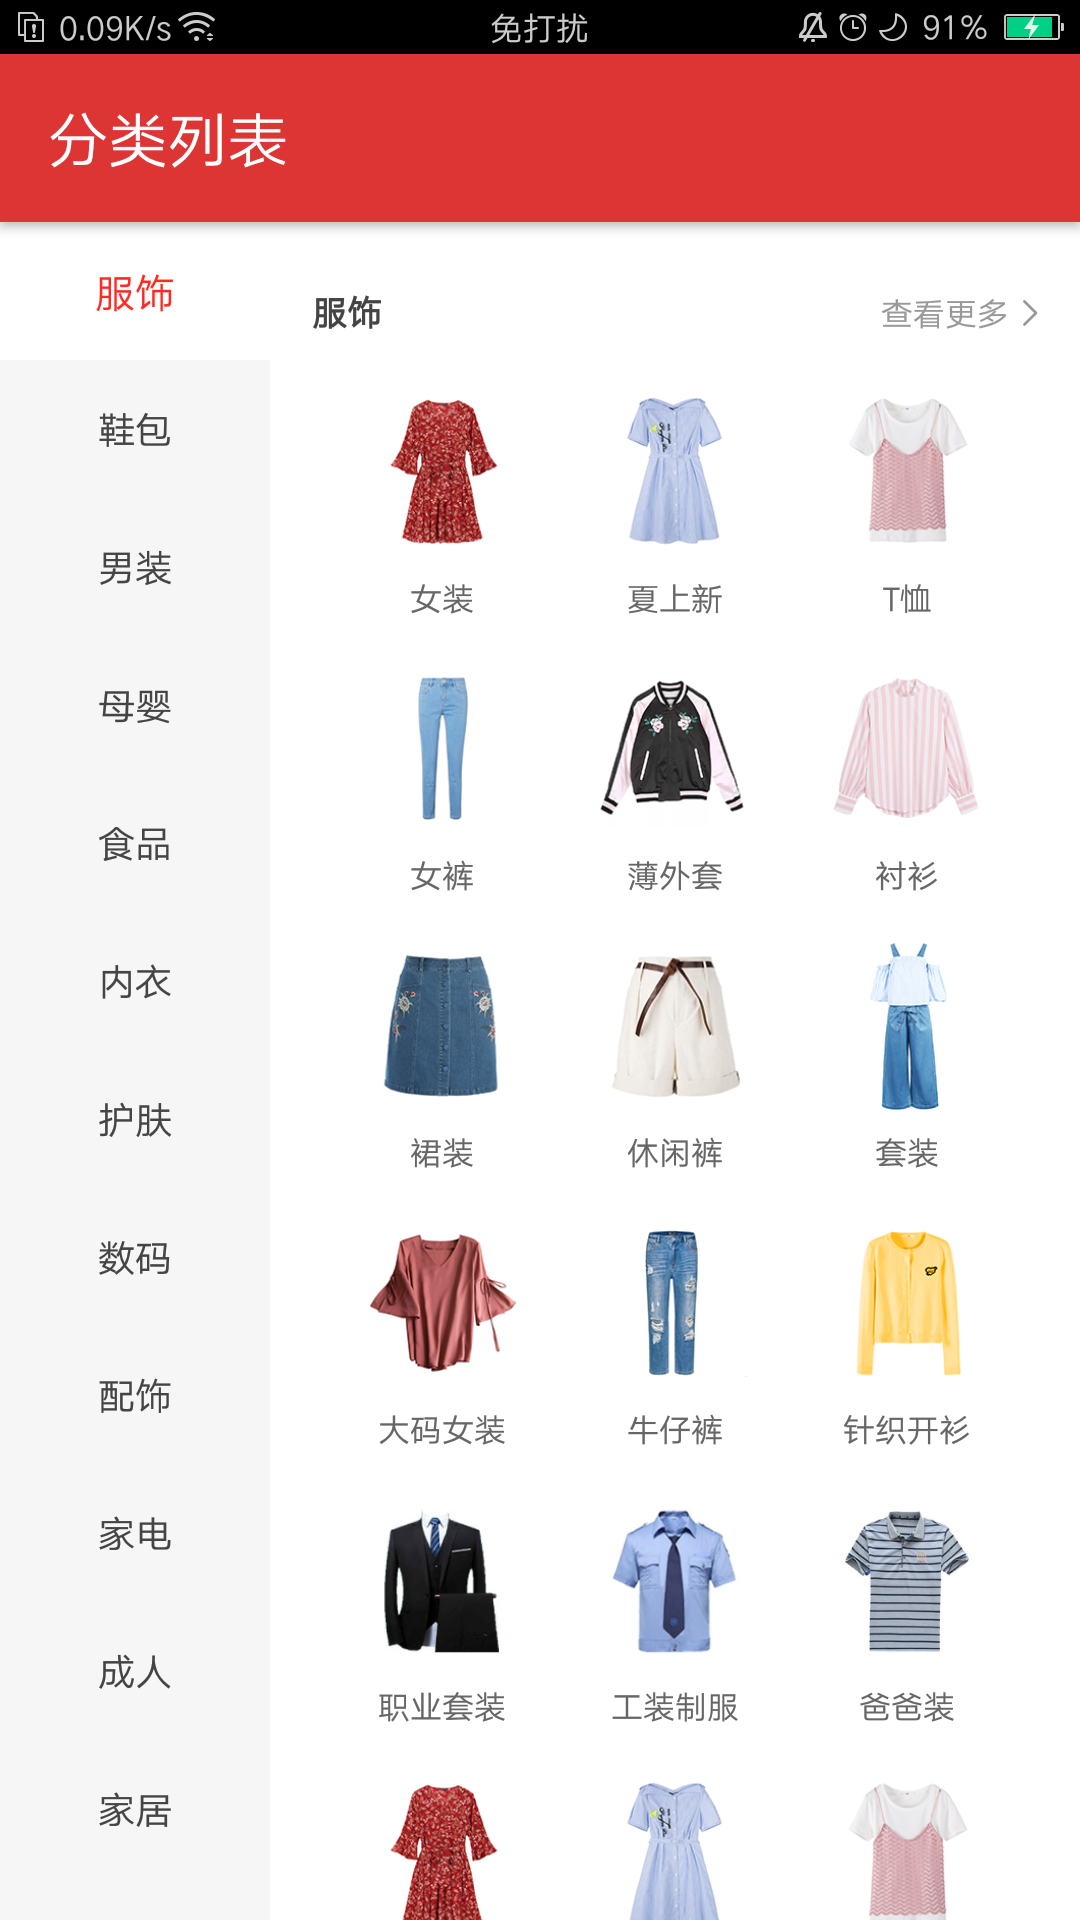 0.09K/s 免打扰 91%
分类列表
服饰
鞋包
男装
母婴
食品
内衣
护肤
数码
配饰
家电
成人
家居
服饰 查看更多
女装 夏上新 T恤
女裤 薄外套 衬衫
裙装 休闲裤 套装
大码女装 牛仔裤 针织开衫
职业套装 工装制服 爸爸装